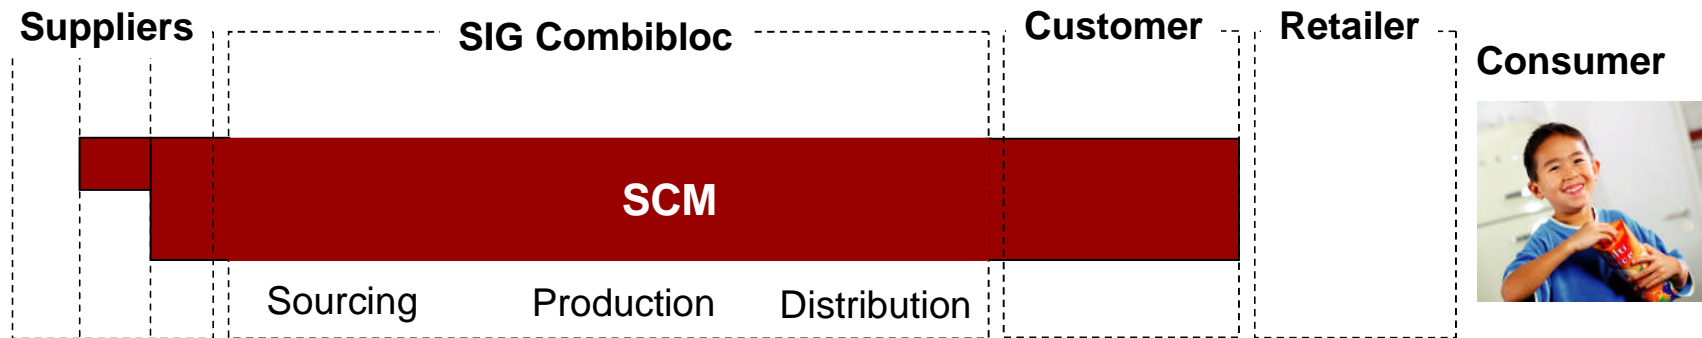 Suppliers
SIG Combibloc
Customer
Retailer
Consumer
SCM
Sourcing
Production
Distribution